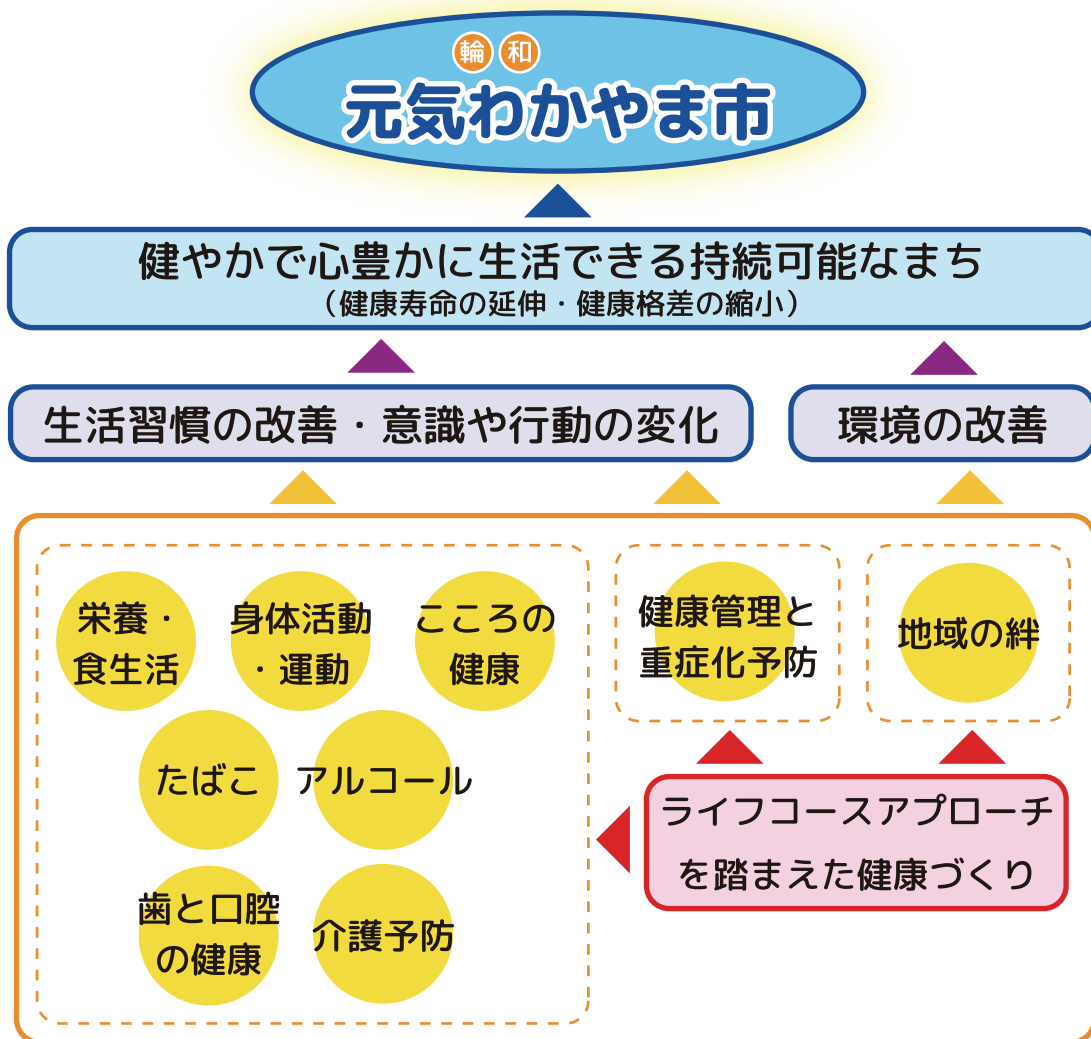 輪 和
元気わかやま市
健やかで心豊かに生活できる持続可能なまち
（健康寿命の延伸・健康格差の縮小）
生活習慣の改善・意識や行動の変化
環境の改善
栄養・
食生活
身体活動
・運動
こころの
健康
たばこ
アルコール
歯と口腔
の健康
介護予防
健康管理と
重症化予防
地域の絆
ライフコースアプローチ
を踏まえた健康づくり